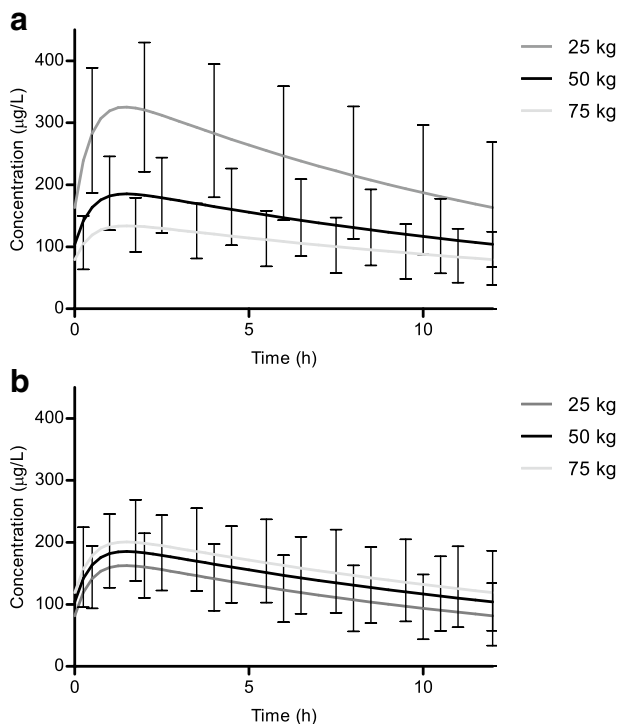 a
Concentration (µg/L)
400
300
200
100
0
0 5 10
Time (h)
25 kg
50 kg
75 kg
b
Concentration (µg/L)
400
300
200
100
0
0 5 10
Time (h)
25 kg
50 kg
75 kg